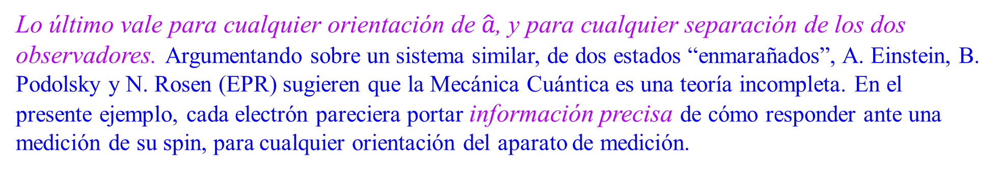 Lo último vale para cualquier orientación de â, y para cualquier separación de los dos
observadores. Argumentando sobre un sistema similar, de dos estados “enmarañados”, A. Einstein, B.
Podolsky y N. Rosen (EPR) sugieren que la Mecánica Cuántica es una teoría incompleta. En el
presente ejemplo, cada electrón pareciera portar información precisa de cómo responder ante una
medición de su spin, para cualquier orientación del aparato de medición.